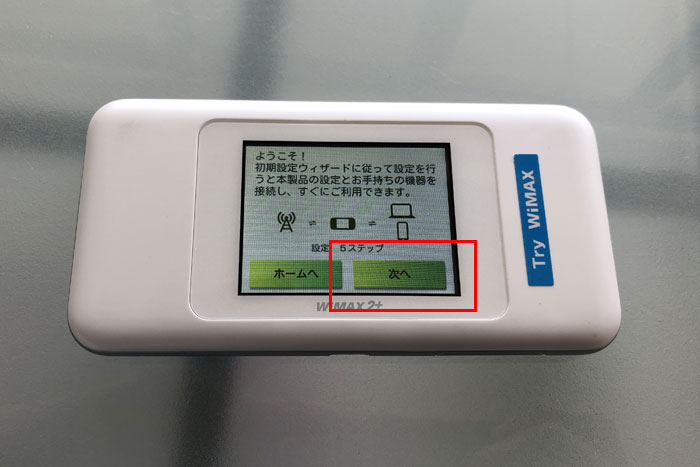 ようこそ！
初期設定ウィザードに従って設定を行
うと本製品の設定とお手持ちの機器を
接続し、すぐにご利用できます。
設定 5ステップ
ホームへ
次へ
WiMAX 2+
Try WiMAX